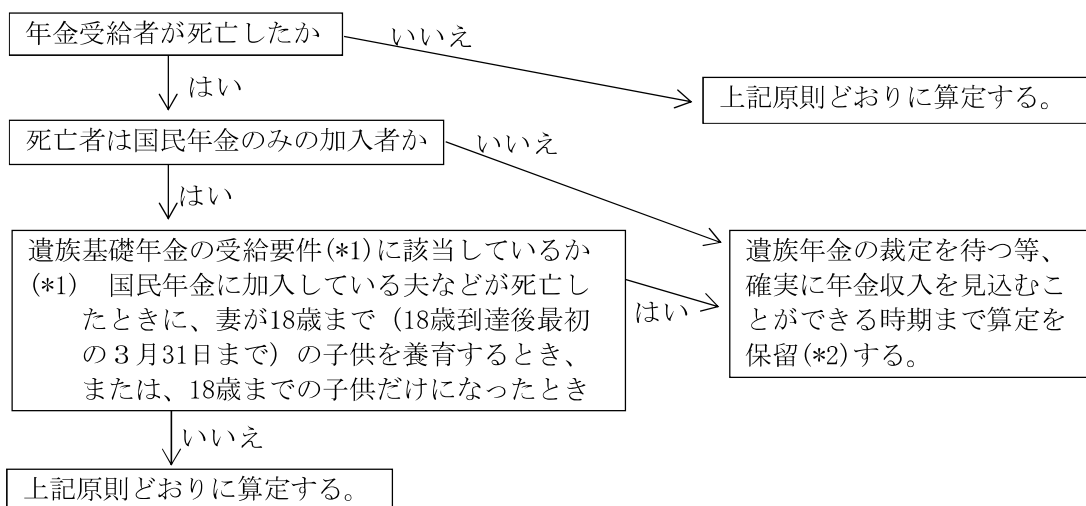 年金受給者が死亡したか
いいえ
はい
上記原則どおりに算定する。
死亡者は国民年金のみの加入者か
いいえ
はい
遺族基礎年金の受給要件(*1)に該当しているか
(*1) 国民年金に加入している夫などが死亡し
たときに、妻が18歳まで(18歳到達後最初
の3月31日まで)の子供を養育するとき、
または、18歳までの子供だけになったとき
はい
遺族年金の裁定を待つ等、
確実に年金収入を見込むこ
とができる時期まで算定を
保留(*2)する。
いいえ
上記原則どおりに算定する。